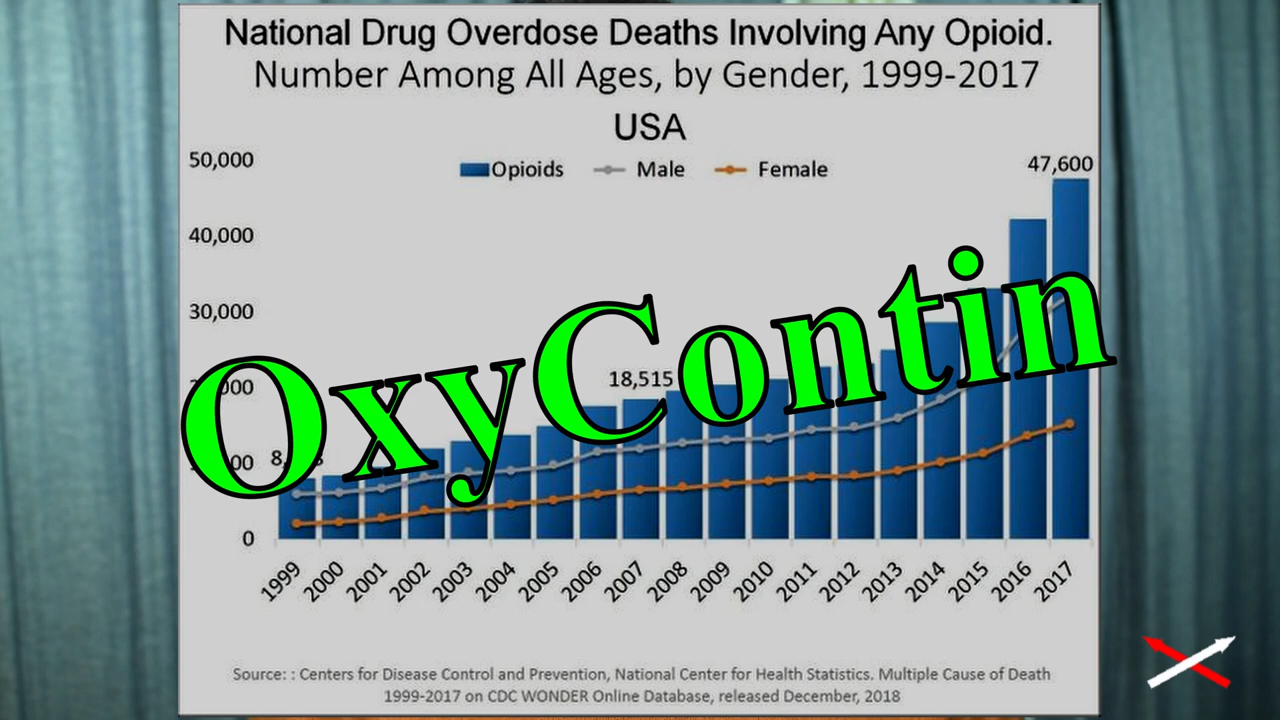 National Drug Overdose Deaths Involving Any Opioid.
Number Among All Ages, by Gender, 1999-2017
USA
Opioids Male Female
50,000
47,600
40,000
30,000
18,515
0
OxyContin
1999 2000 2001 2002 2003 2004 2005 2006 2007 2008 2009 2010 2011 2012 2013 2014 2015 2016 2017
Source: : Centers for Disease Control and Prevention, National Center for Health Statistics. Multiple Cause of Death
1999-2017 on CDC WONDER Online Database, released December, 2018